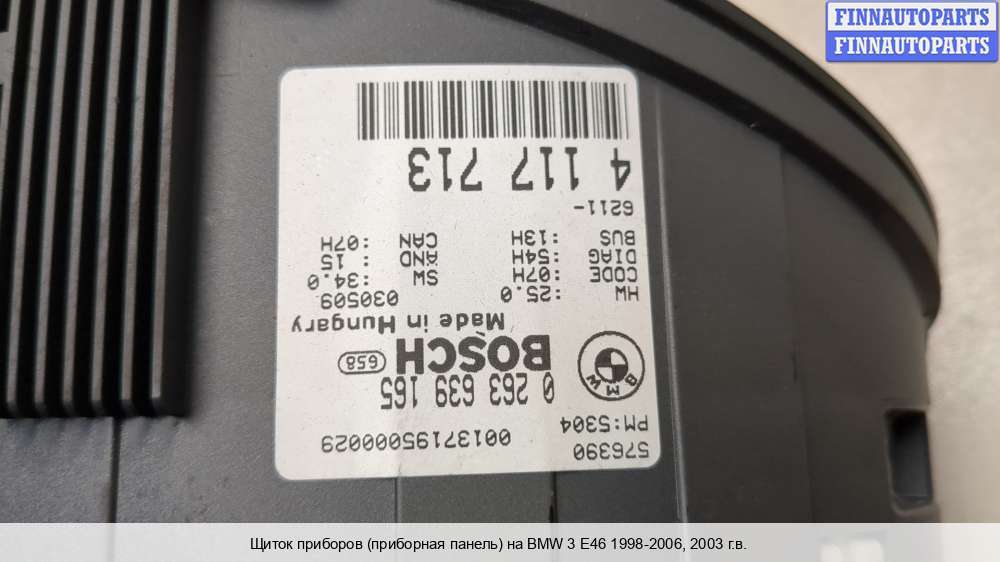 FINNAUTOPARTS
FINNAUTOPARTS
576390 00137195000029
PM:5304
0 263 639 165
BMW
BOSCH 658
Made in Hungary
030509
HW :25.0 SW :34.0
CODE :07H AND : 15
DIAG :54H CAN :07H
BUS :13H
6211-
4 117 713
Щиток приборов (приборная панель) на BMW 3 E46 1998-2006, 2003 г.в.